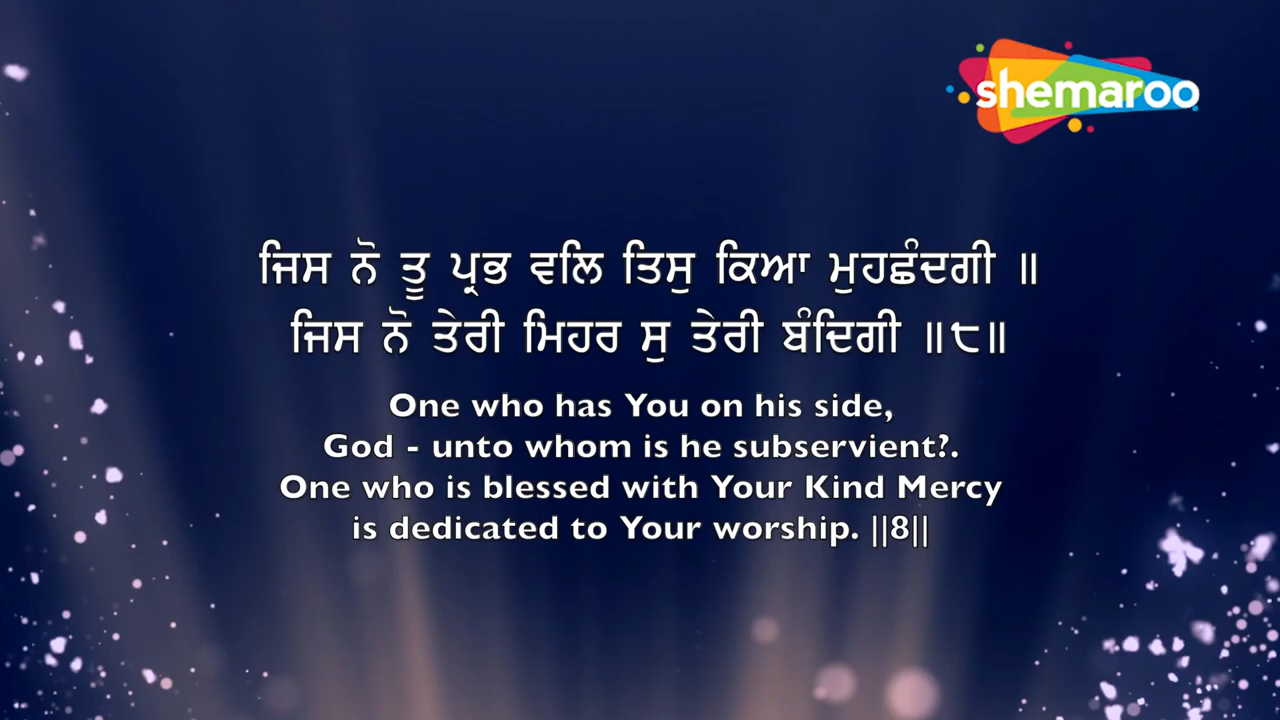 shemaroo
ਜਿਸ ਨੋ ਤੂ ਪ੍ਰਭ ਵਲਿ ਤਿਸੁ ਕਿਆ ਮੁਹਛੰਦਗੀ ॥
ਜਿਸ ਨੋ ਤੇਰੀ ਮਿਹਰ ਸੁ ਤੇਰੀ ਬੰਦਿਗੀ ॥੮॥
One who has You on his side,
God - unto whom is he subservient?.
One who is blessed with Your Kind Mercy
is dedicated to Your worship. ||8||